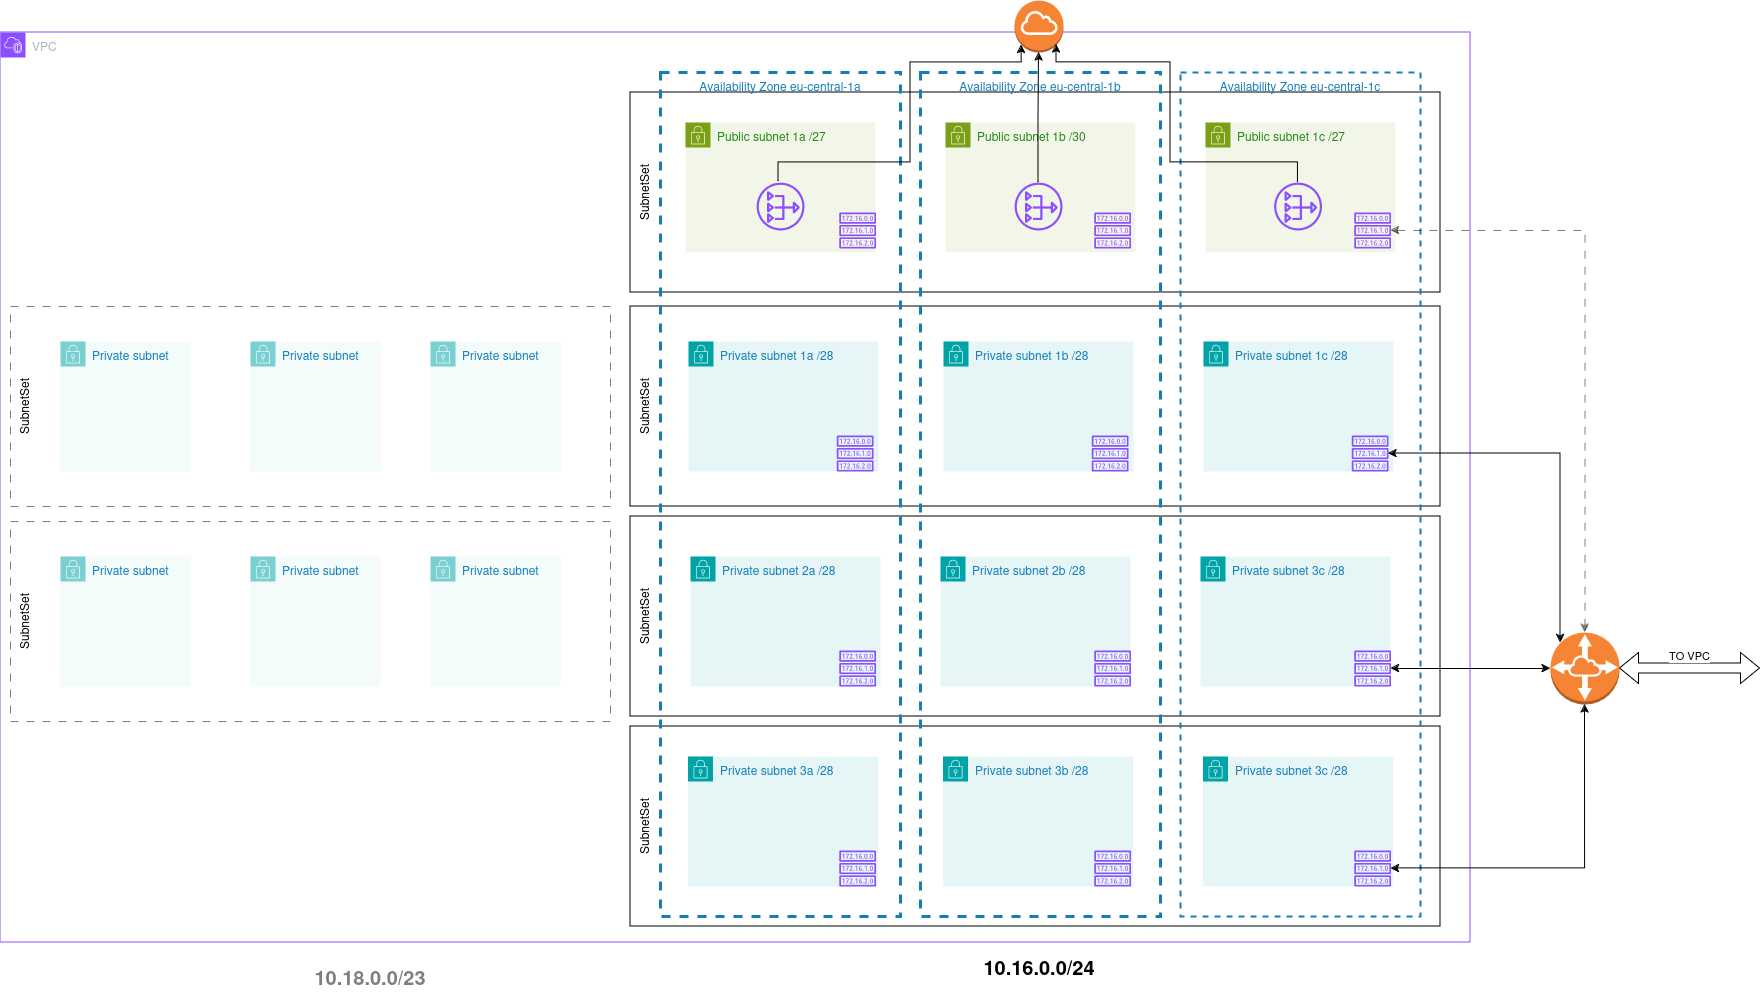 VPC
Availability Zone eu-central-1a
Availability Zone eu-central-1b
Availability Zone eu-central-1c
SubnetSet
Public subnet 1a /27
172.16.0.0
172.16.1.0
172.16.2.0
Public subnet 1b /30
172.16.0.0
172.16.1.0
172.16.2.0
Public subnet 1c /27
172.16.0.0
172.16.1.0
172.16.2.0
SubnetSet
Private subnet
Private subnet
Private subnet
SubnetSet
Private subnet 1a /28
172.16.0.0
172.16.1.0
172.16.2.0
Private subnet 1b /28
172.16.0.0
172.16.1.0
172.16.2.0
Private subnet 1c /28
172.16.0.0
172.16.1.0
172.16.2.0
SubnetSet
Private subnet
Private subnet
Private subnet
SubnetSet
Private subnet 2a /28
172.16.0.0
172.16.1.0
172.16.2.0
Private subnet 2b /28
172.16.0.0
172.16.1.0
172.16.2.0
Private subnet 3c /28
172.16.0.0
172.16.1.0
172.16.2.0
TO VPC
SubnetSet
Private subnet 3a /28
172.16.0.0
172.16.1.0
172.16.2.0
Private subnet 3b /28
172.16.0.0
172.16.1.0
172.16.2.0
Private subnet 3c /28
172.16.0.0
172.16.1.0
172.16.2.0
10.18.0.0/23
10.16.0.0/24